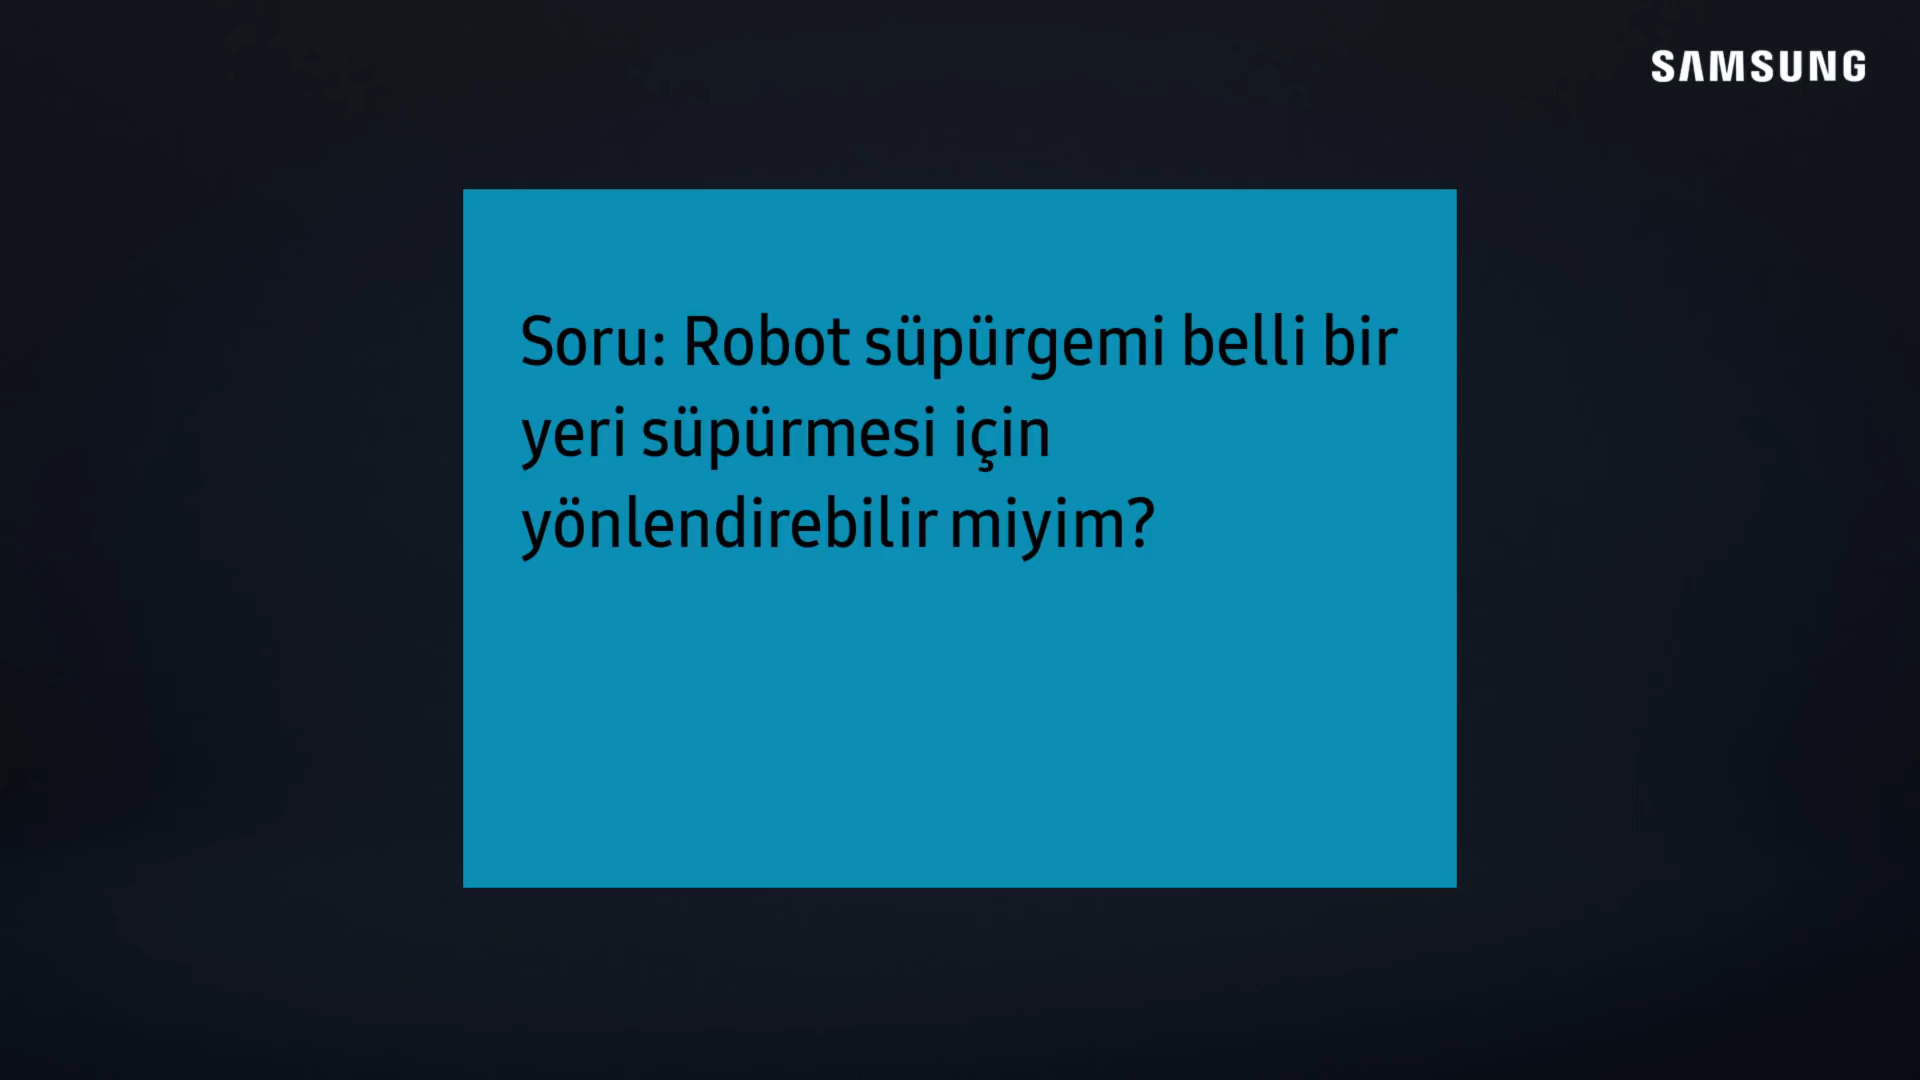 SAMSUNG
Soru: Robot süpürgemi belli bir
yeri süpürmesi için
yönlendirebilir miyim?